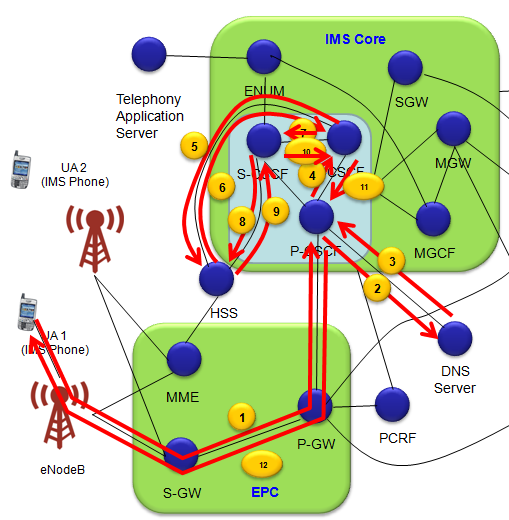 IMS Core
ENUM
SGW
Telephony
Application
Server
MGW
7
5
10
S-CSCF
CSCF
UA 2
(IMS Phone)
4
11
6
8
9
P-CSCF
MGCF
3
2
HSS
UA 1
(IMS Phone)
DNS
Server
MME
1
P-GW
PCRF
eNodeB
12
S-GW
EPC